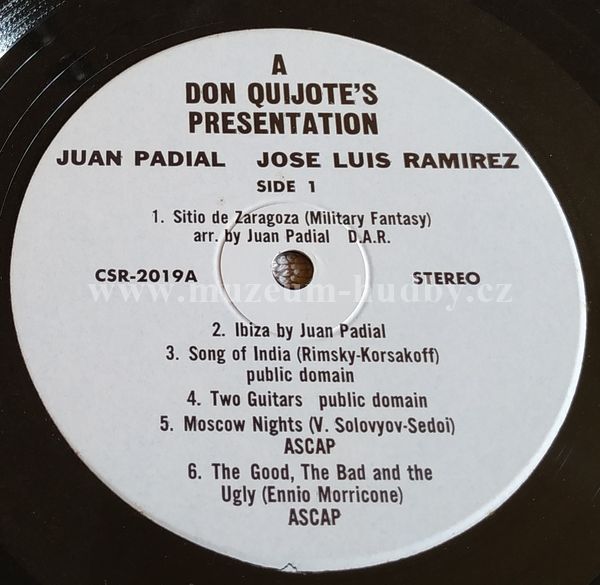 A
DON QUIJOTE'S
PRESENTATION
JUAN PADIAL JOSE LUIS RAMIREZ
SIDE 1
1. Sitio de Zaragoza (Military Fantasy)
arr. by Juan Padial D.A.R.
CSR-2019A STEREO
www.muzeum-hudby.cz
2. Ibiza by Juan Padial
3. Song of India (Rimsky-Korsakoff)
public domain
4. Two Guitars public domain
5. Moscow Nights (V. Solovyov-Sedoi)
ASCAP
6. The Good, The Bad and the
Ugly (Ennio Morricone)
ASCAP